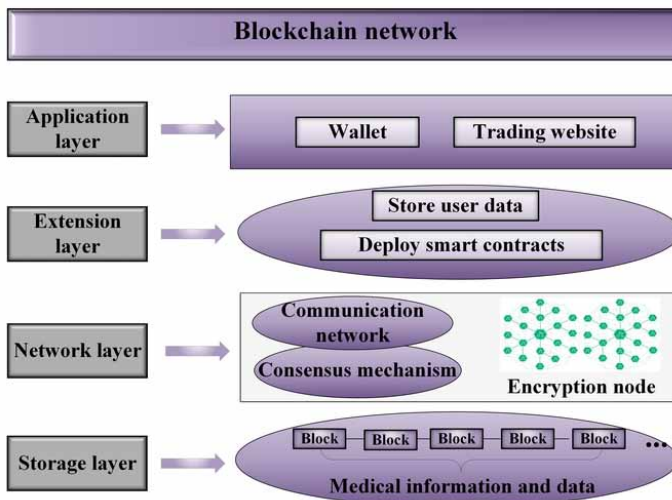 Blockchain network
Application
layer
Wallet
Trading website
Extension
layer
Store user data
Deploy smart contracts
Network layer
Communication
network
Consensus mechanism
Encryption node
Storage layer
Block
Block
Block
Block
Block
...
Medical information and data